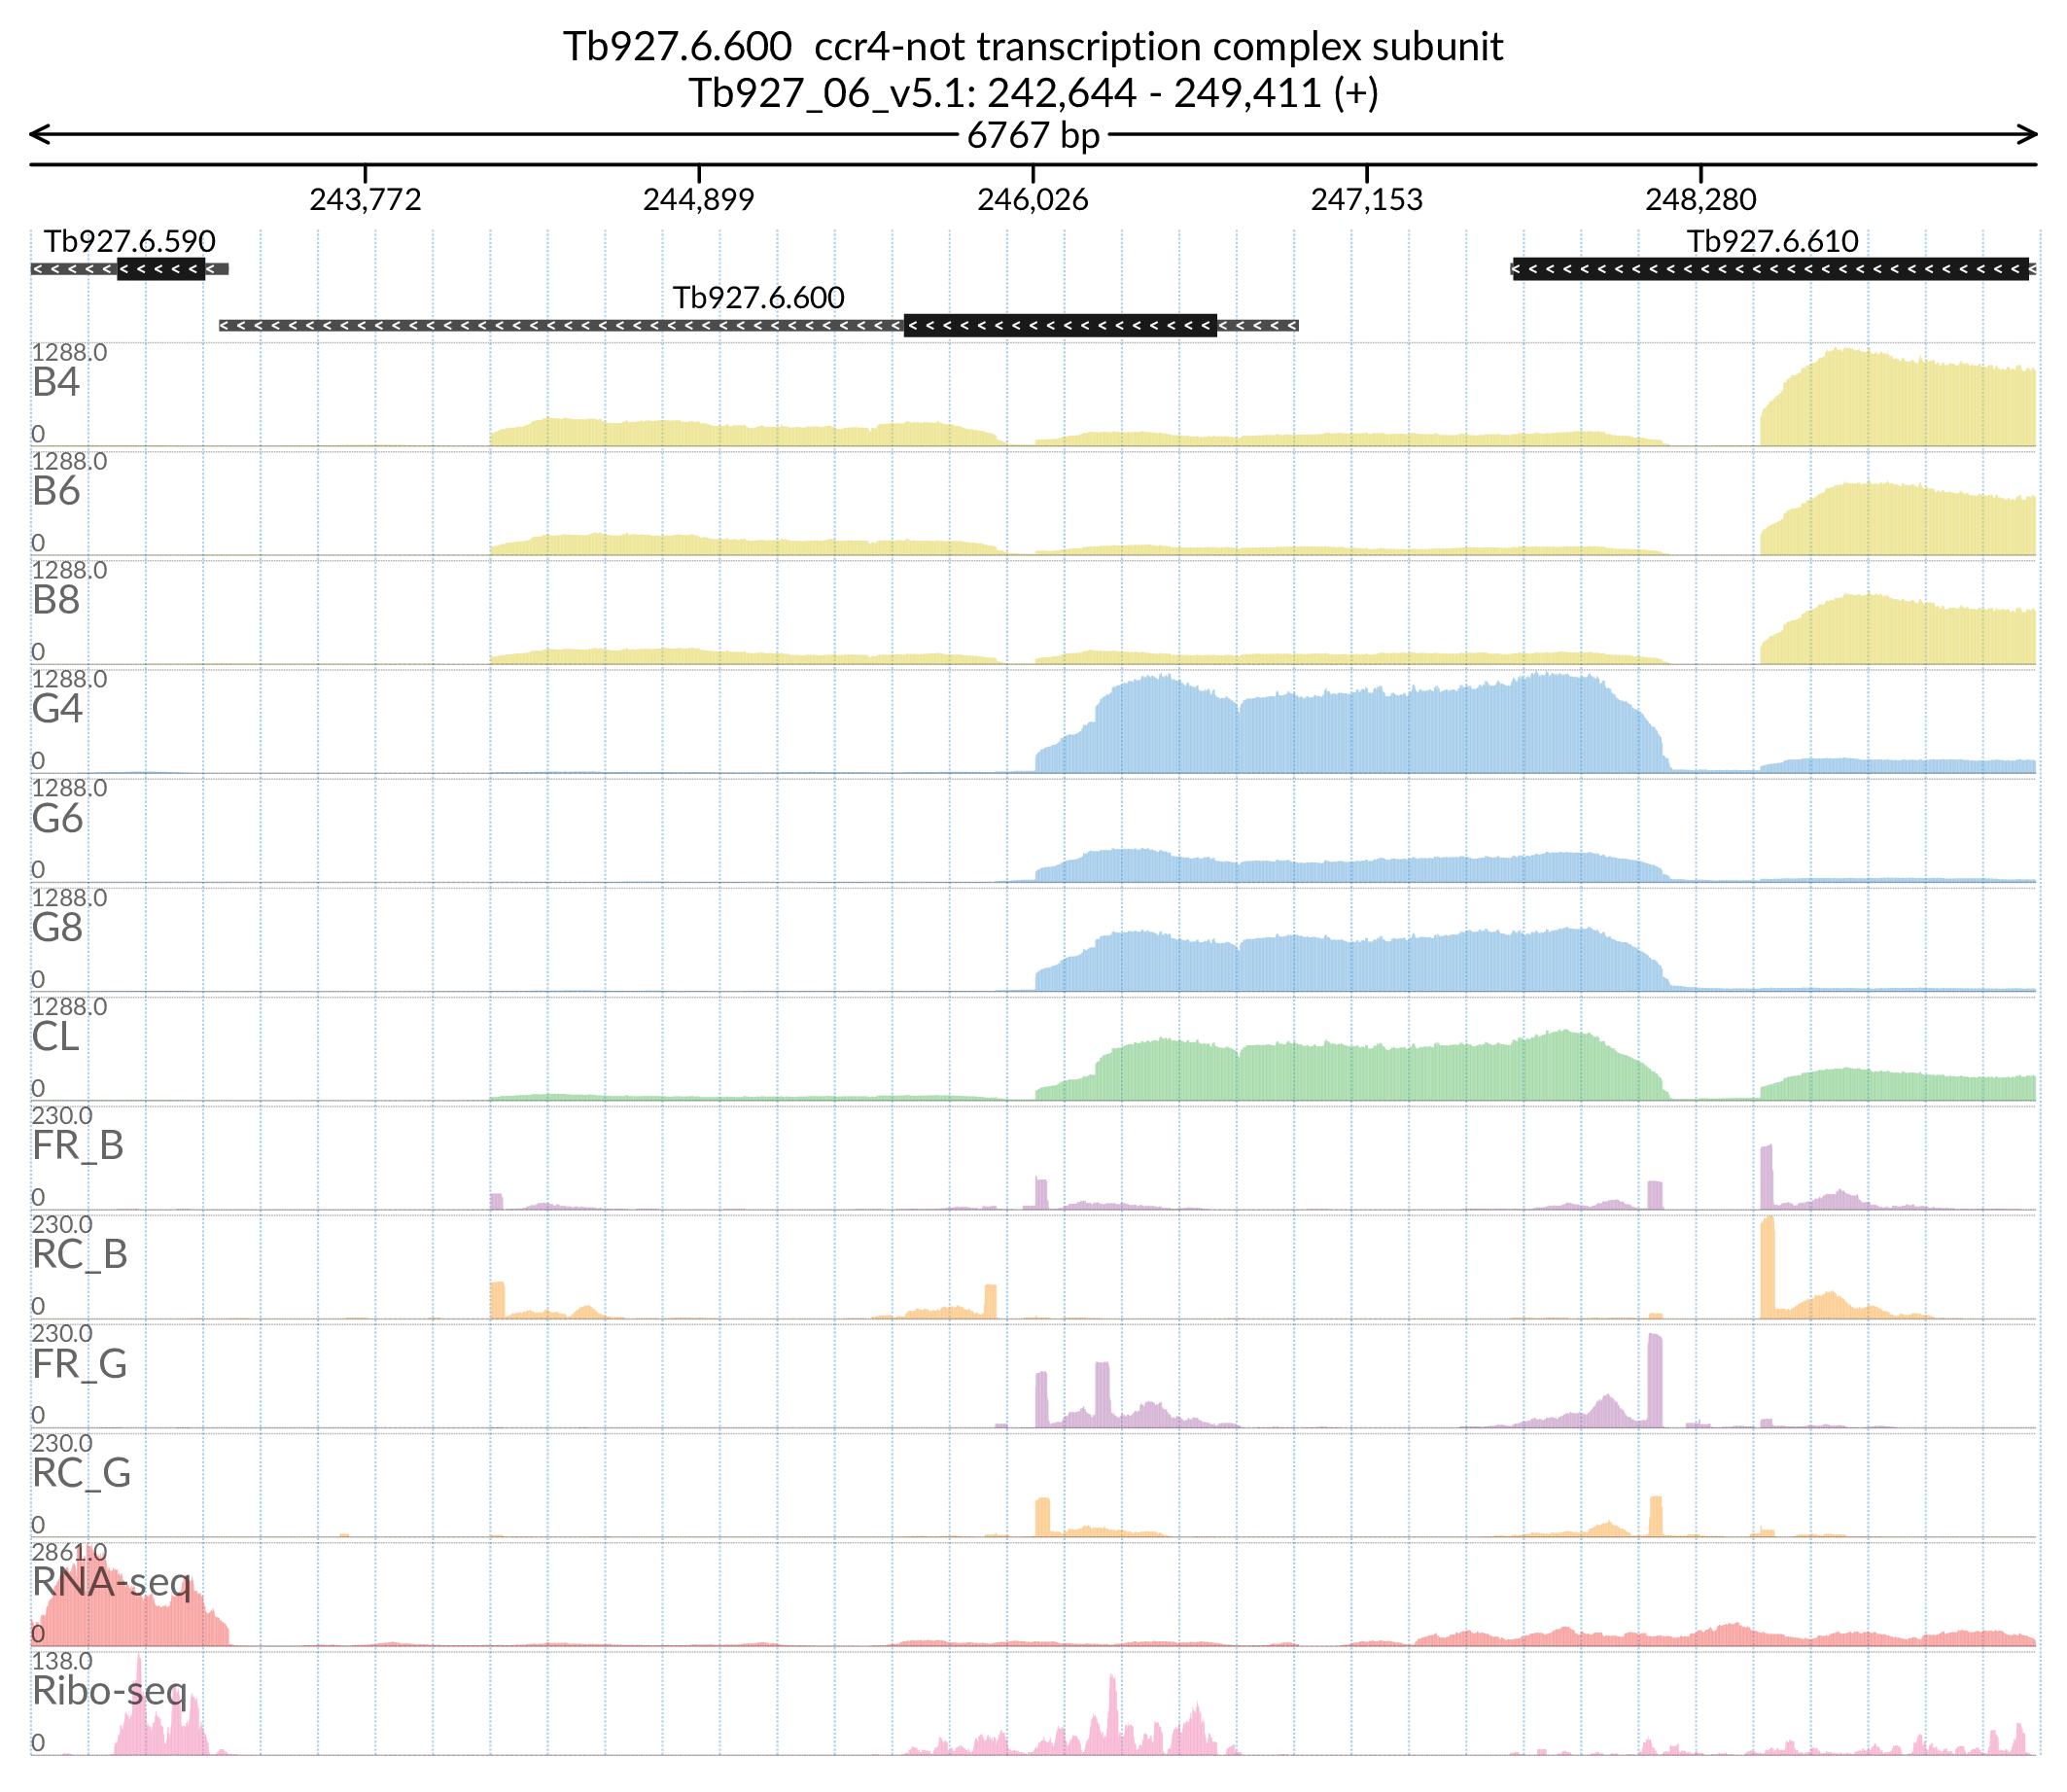 Tb927.6.600  ccr4-not transcription complex subunit
Tb927_06_v5.1: 242,644 - 249,411 (+)
6767 bp
243,772 244,899 246,026 247,153 248,280
Tb927.6.590 Tb927.6.610
Tb927.6.600
1288.0
B4
0
1288.0
B6
0
1288.0
B8
0
1288.0
G4
0
1288.0
G6
0
1288.0
G8
0
1288.0
CL
0
230.0
FR_B
0
230.0
RC_B
0
230.0
FR_G
0
230.0
RC_G
0
2861.0
RNA-seq
0
138.0
Ribo-seq
0